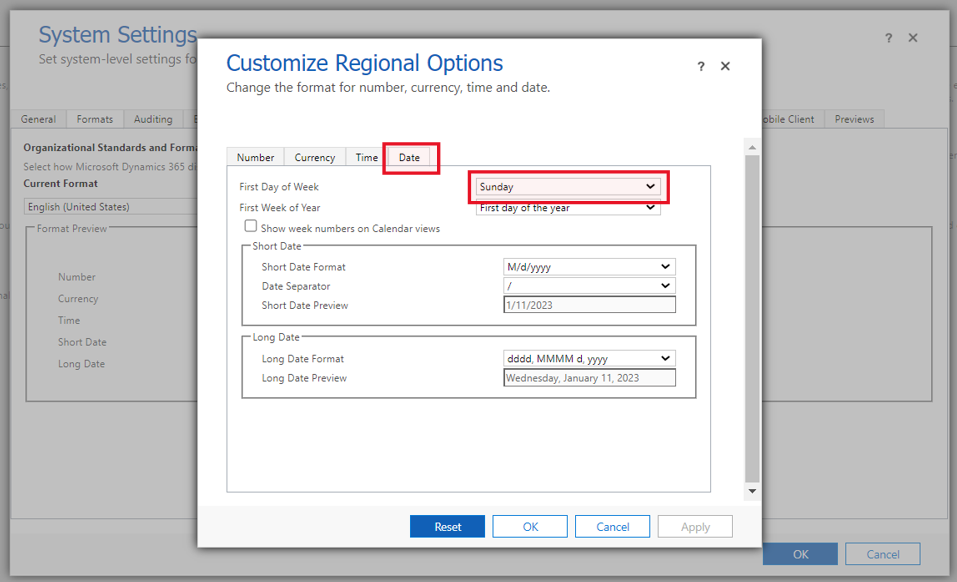 System Settings
Set system-level settings fo
? ×
General Formats Auditing
obile Client Previews
Organizational Standards and Forma
Select how Microsoft Dynamics 365 di
Current Format
English (United States)
Format Preview
Number
Currency
Time
Short Date
Long Date
Customize Regional Options
Change the format for number, currency, time and date.
? ×
Number Currency Time Date
First Day of Week Sunday
First Week of Year First day of the year
Show week numbers on Calendar views
Short Date
Short Date Format M/d/yyyy
Date Separator /
Short Date Preview 1/11/2023
Long Date
Long Date Format dddd, MMMM d, yyyy
Long Date Preview Wednesday, January 11, 2023
Reset OK Cancel Apply
OK Cancel